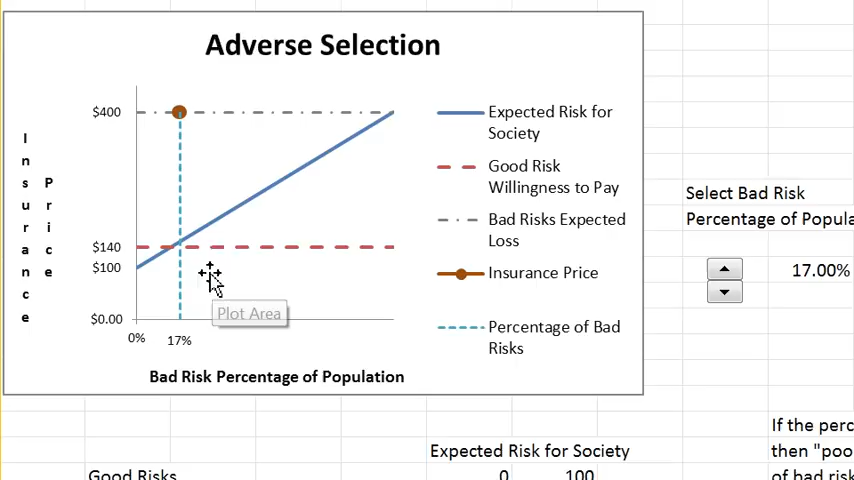 Adverse Selection
Insurance
Price
$400
$140
$100
$0.00
0%
17%
Bad Risk Percentage of Population
Expected Risk for
Society
Good Risk
Willingness to Pay
Bad Risks Expected
Loss
Insurance Price
Percentage of Bad
Risks
Plot Area
Select Bad Risk
Percentage of Popula
17.00%
If the perc
Expected Risk for Society
then "poo
Good Risks
0
100
of bad risk